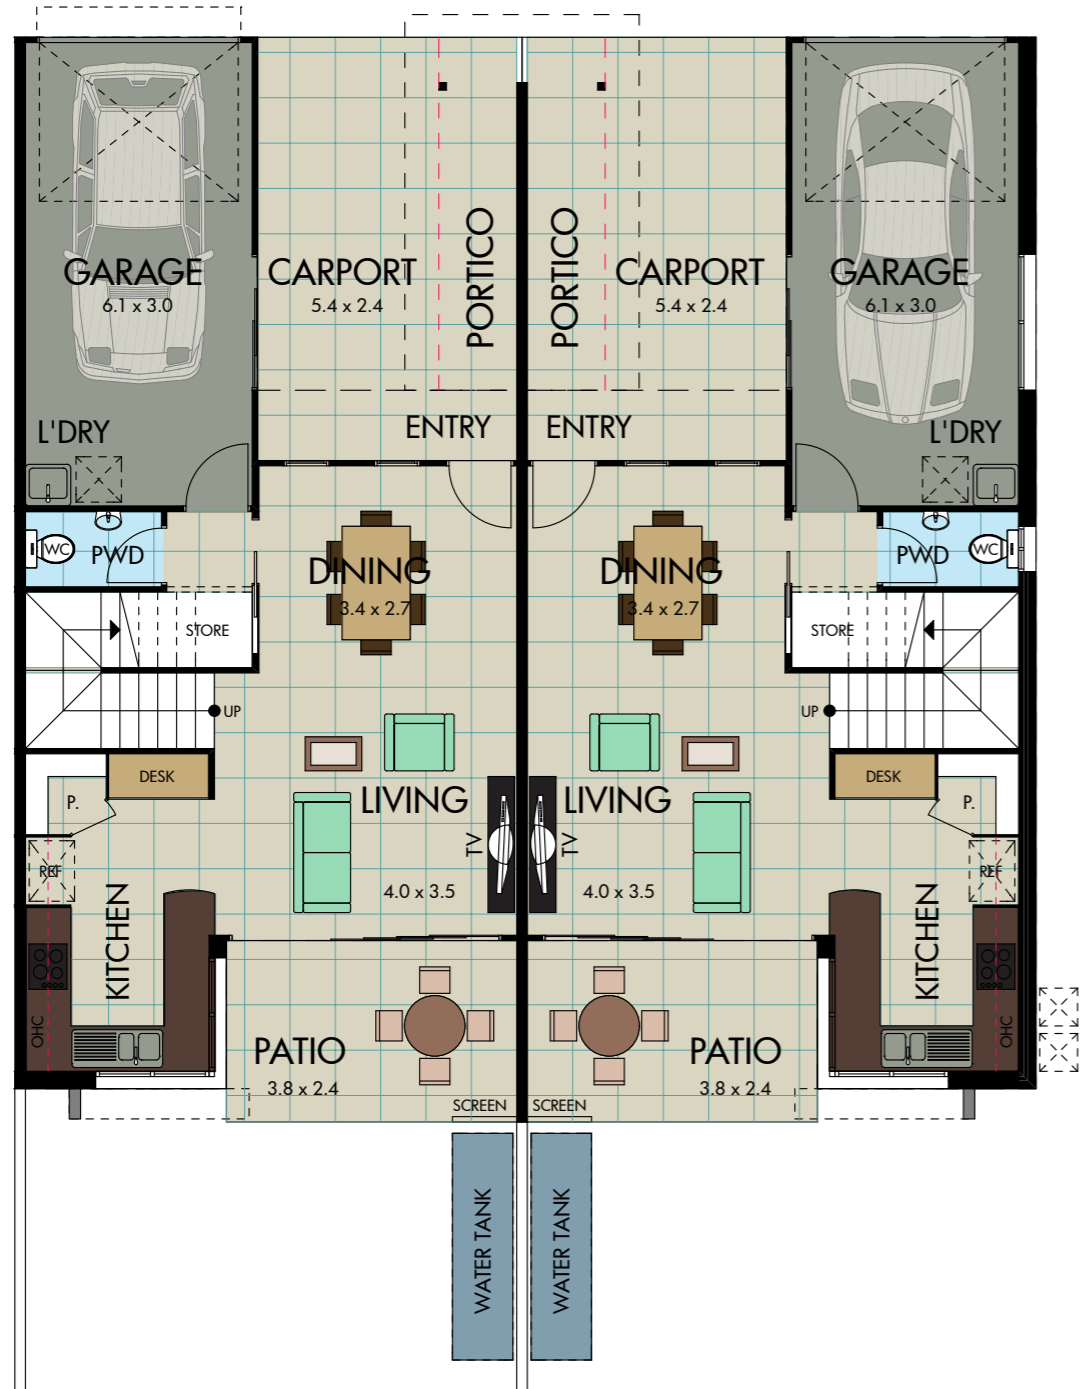 PORTICO
PORTICO
GARAGE
6.1 x 3.0
CARPORT
5.4 x 2.4
CARPORT
5.4 x 2.4
GARAGE
6.1 x 3.0
L'DRY
ENTRY
ENTRY
L'DRY
WC
PWD
DINING
3.4 x 2.7
DINING
3.4 x 2.7
PWD
WC
STORE
STORE
UP
UP
DESK
DESK
P.
LIVING
4.0 x 3.5
TV
TV
LIVING
4.0 x 3.5
P.
REF
REF
KITCHEN
KITCHEN
OHC
OHC
PATIO
3.8 x 2.4
PATIO
3.8 x 2.4
SCREEN
SCREEN
WATER TANK
WATER TANK